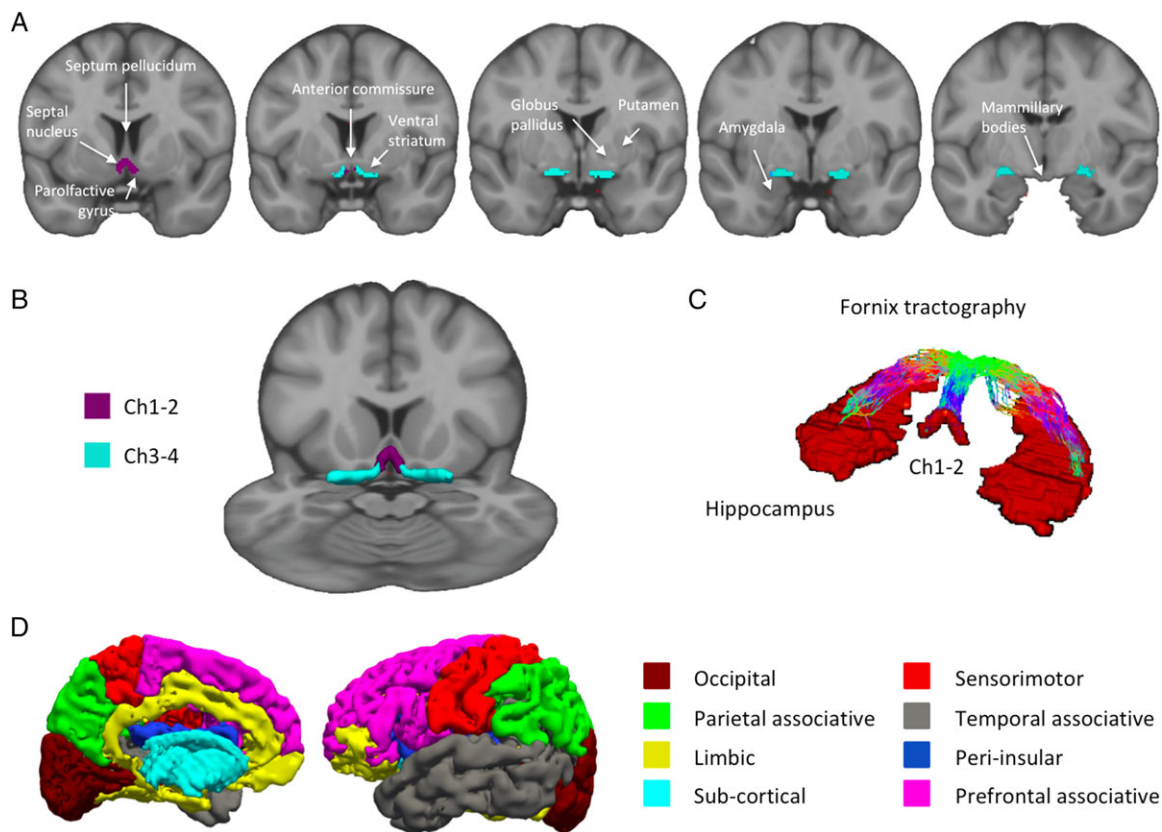 A
Septum pellucidum
Septal
nucleus
Parolfactive
gyrus
Anterior commissure
Ventral
striatum
Globus
pallidus
Putamen
Amygdala
Mammillary
bodies
B
Ch1-2
Ch3-4
C
Fornix tractography
Ch1-2
Hippocampus
D
Occipital
Parietal associative
Limbic
Sub-cortical
Sensorimotor
Temporal associative
Peri-insular
Prefrontal associative